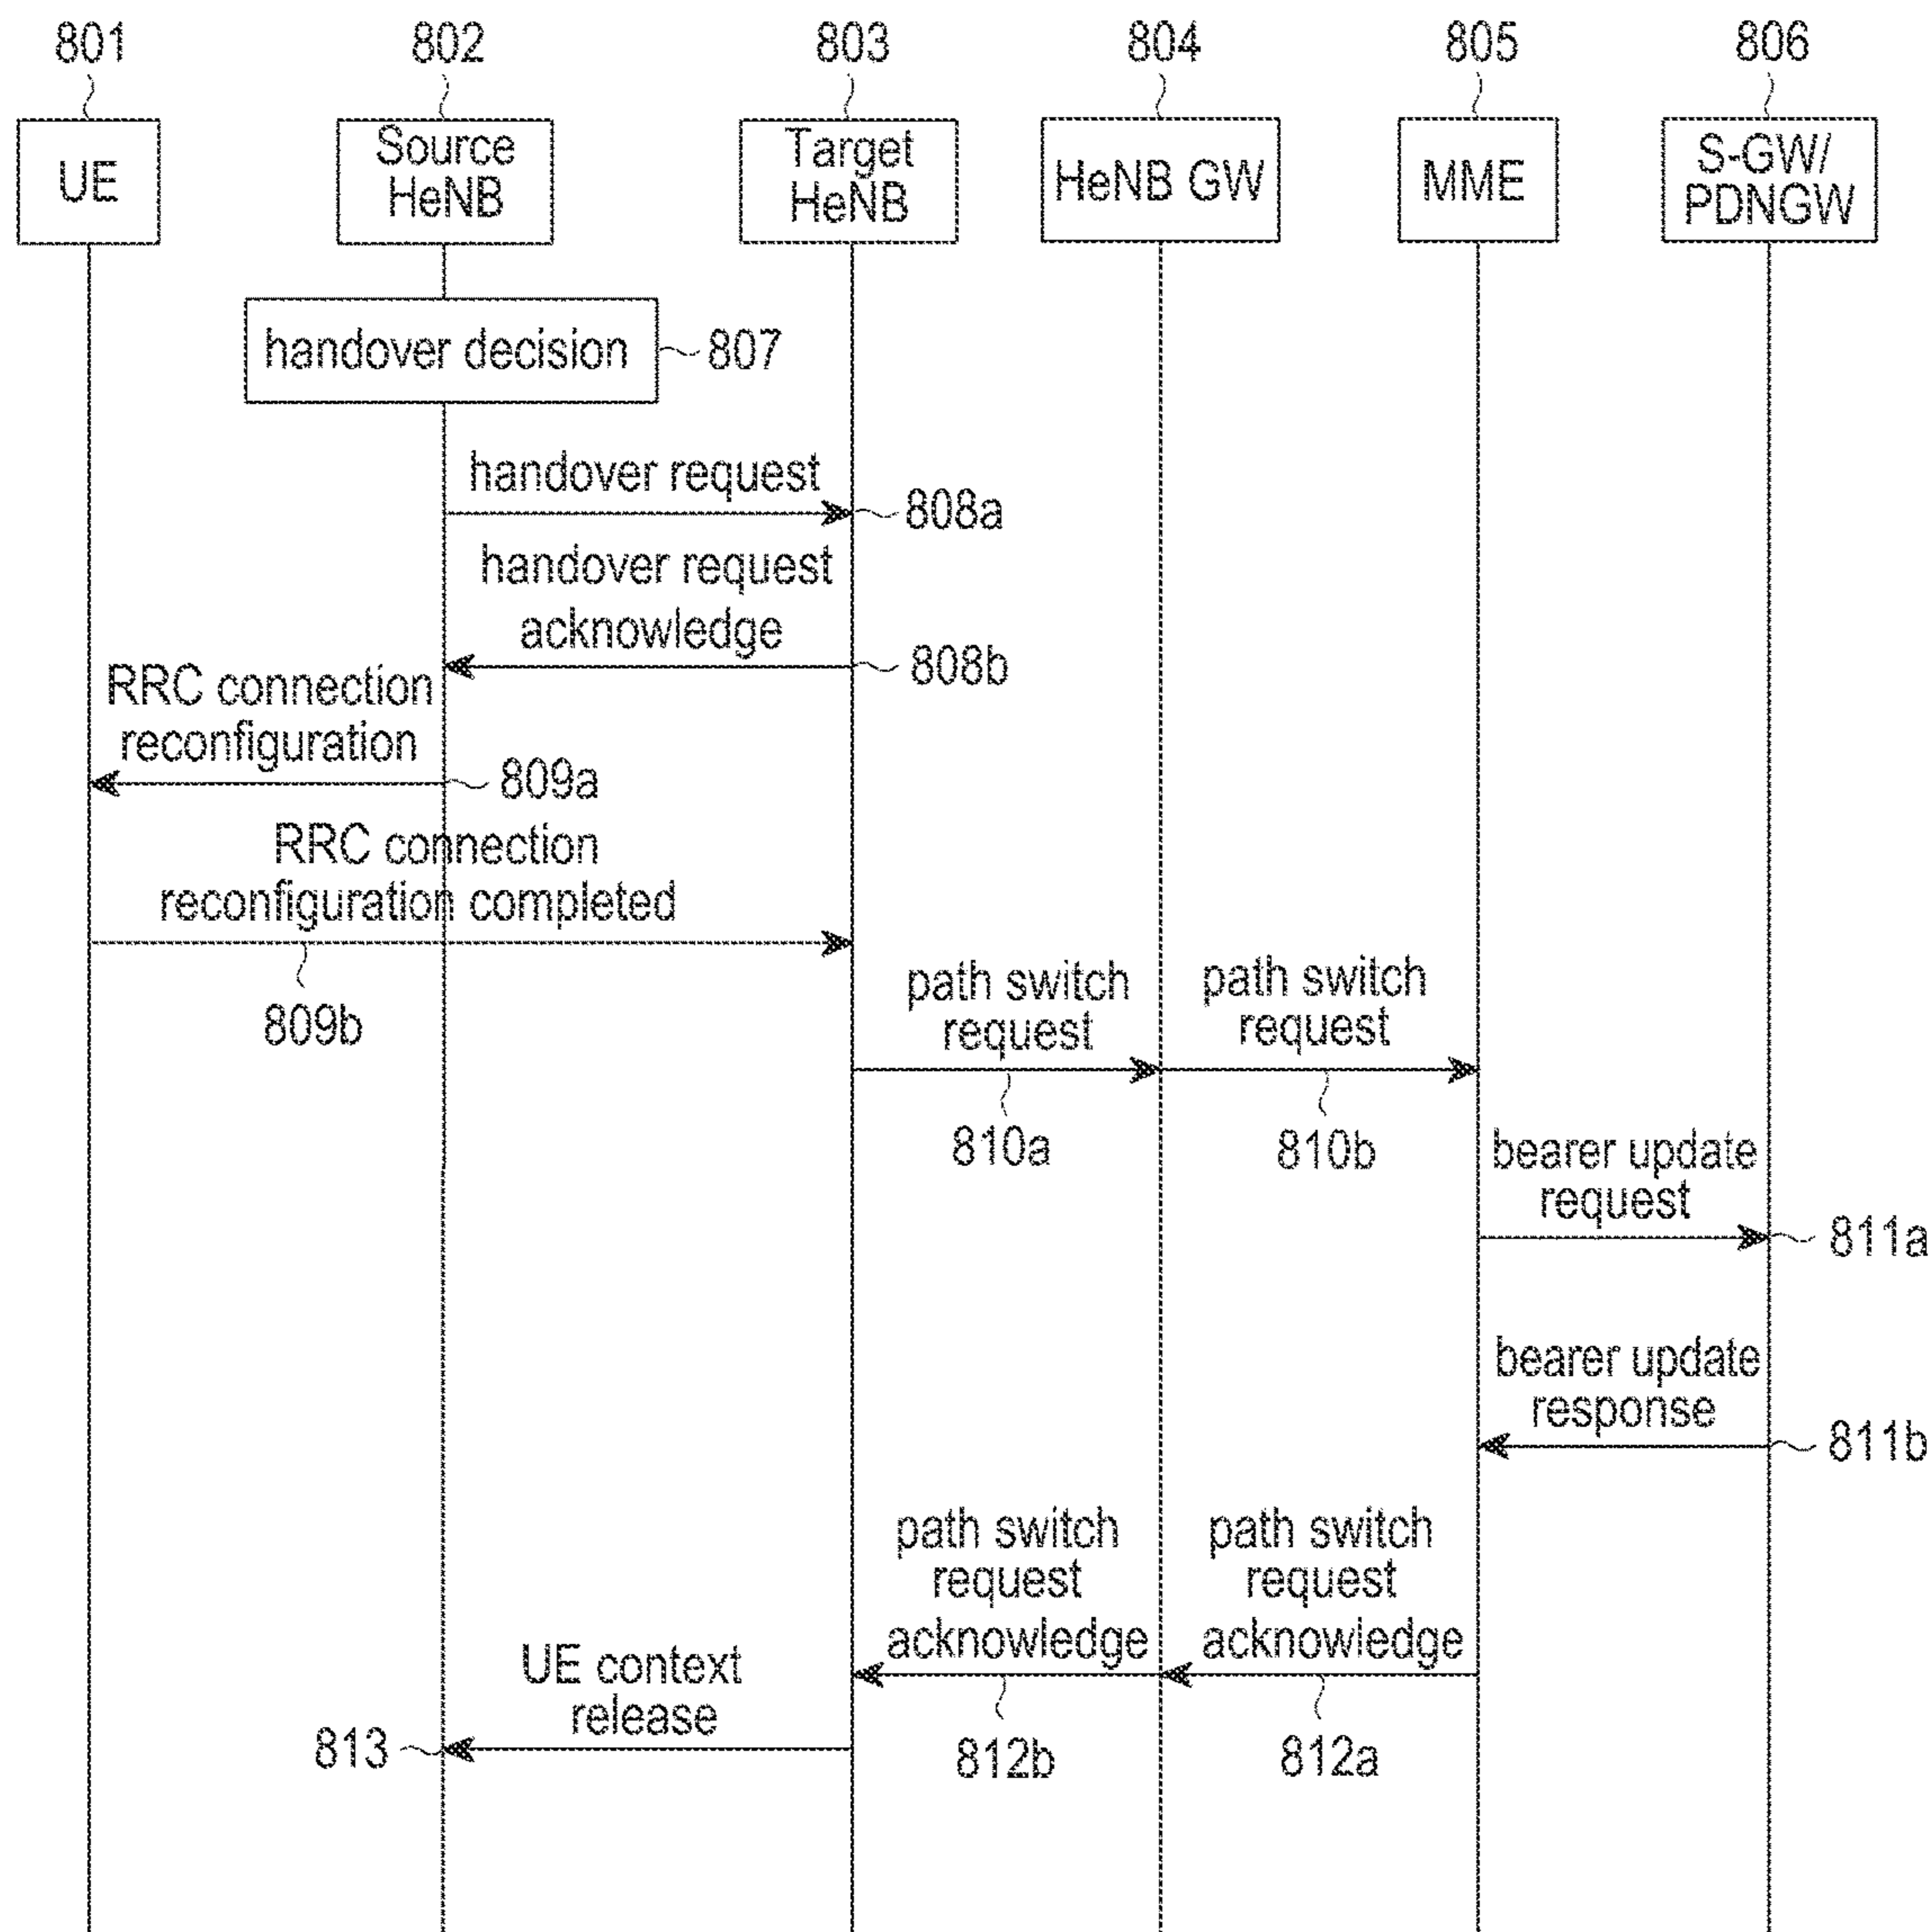 801
802
803
804
805
806
UE
Source
HeNB
Target
HeNB
HeNB GW
MME
S-GW/
PDNGW
handover decision
807
handover request
808a
handover request
acknowledge
808b
RRC connection
reconfiguration
809a
RRC connection
reconfiguration completed
809b
path switch
request
810a
path switch
request
810b
bearer update
request
811a
bearer update
response
811b
path switch
request
acknowledge
812a
path switch
request
acknowledge
812b
UE context
release
813